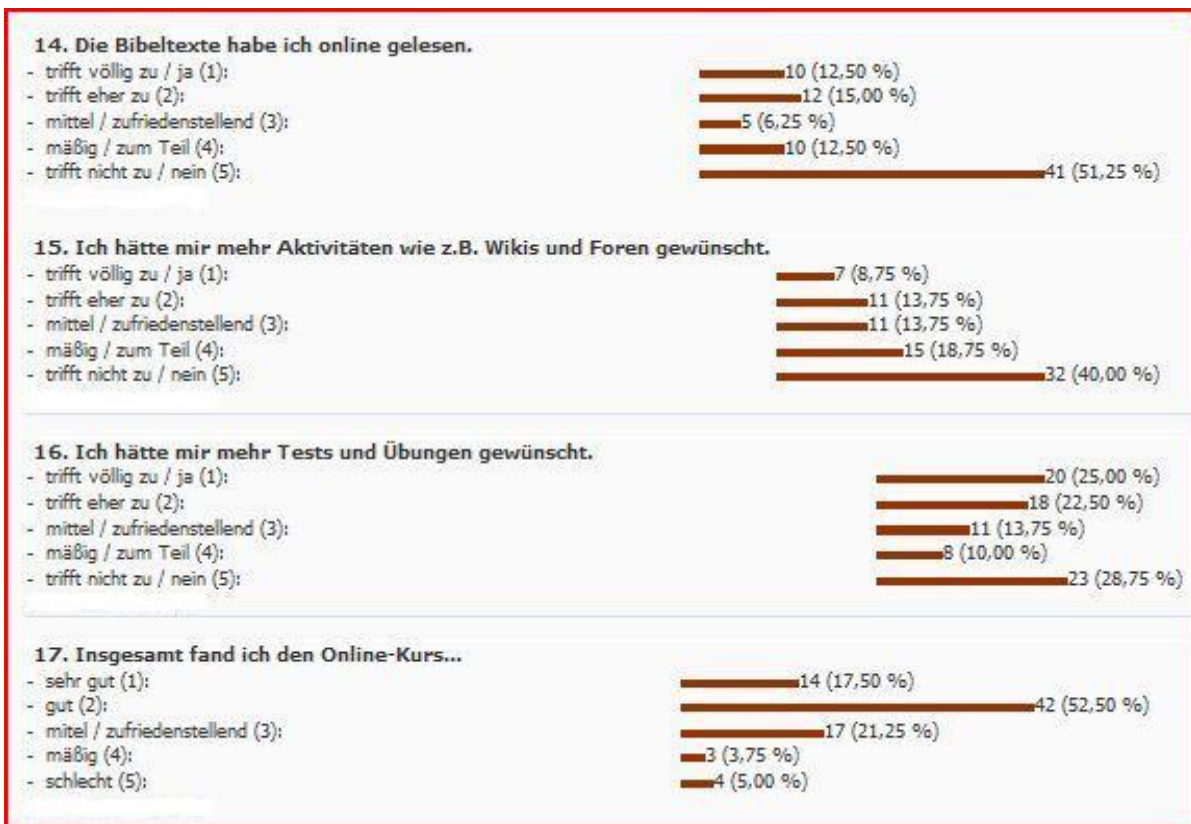 14. Die Bibeltexte habe ich online gelesen.
- trifft völlig zu / ja (1): 10 (12,50 %)
- trifft eher zu (2): 12 (15,00 %)
- mittel / zufriedenstellend (3): 5 (6,25 %)
- mäßig / zum Teil (4): 10 (12,50 %)
- trifft nicht zu / nein (5): 41 (51,25 %)
15. Ich hätte mir mehr Aktivitäten wie z.B. Wikis und Foren gewünscht.
- trifft völlig zu / ja (1): 7 (8,75 %)
- trifft eher zu (2): 11 (13,75 %)
- mittel / zufriedenstellend (3): 11 (13,75 %)
- mäßig / zum Teil (4): 15 (18,75 %)
- trifft nicht zu / nein (5): 32 (40,00 %)
16. Ich hätte mir mehr Tests und Übungen gewünscht.
- trifft völlig zu / ja (1): 20 (25,00 %)
- trifft eher zu (2): 18 (22,50 %)
- mittel / zufriedenstellend (3): 11 (13,75 %)
- mäßig / zum Teil (4): 8 (10,00 %)
- trifft nicht zu / nein (5): 23 (28,75 %)
17. Insgesamt fand ich den Online-Kurs...
- sehr gut (1): 14 (17,50 %)
- gut (2): 42 (52,50 %)
- mitel / zufriedenstellend (3): 17 (21,25 %)
- mäßig (4): 3 (3,75 %)
- schlecht (5): 4 (5,00 %)